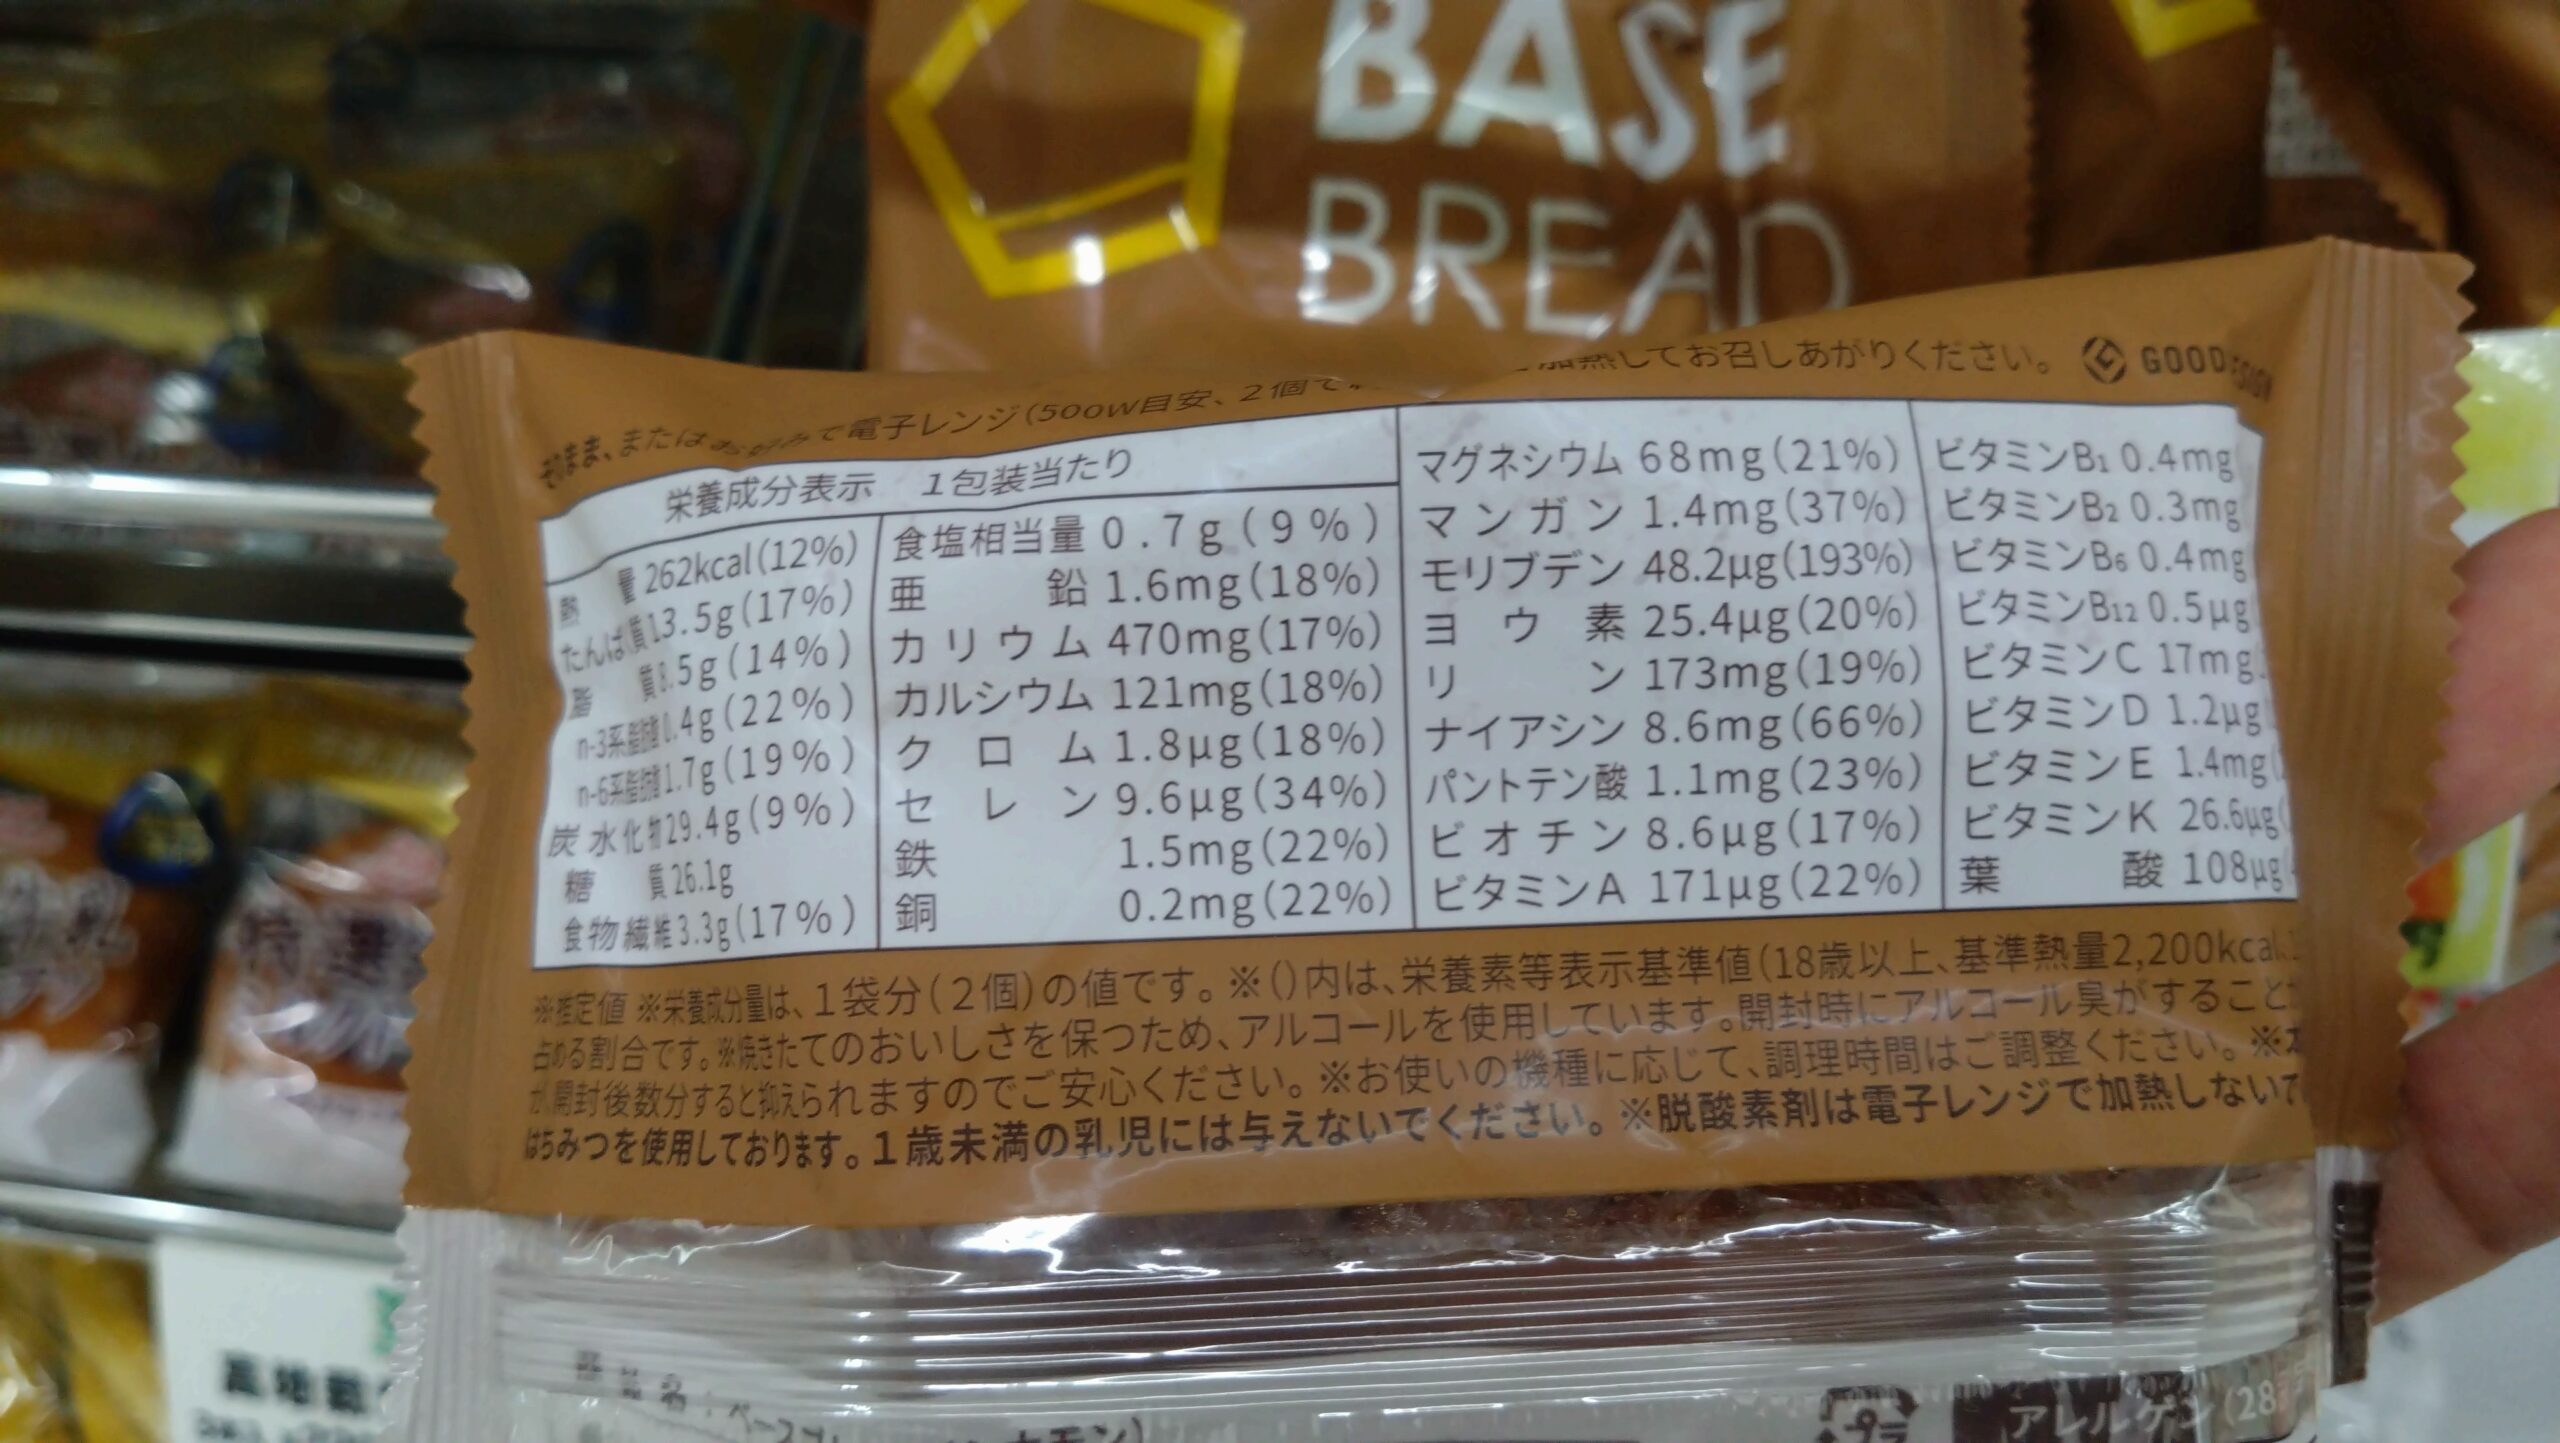 BASE
BREAD
電子レンジ(500W目安、2個で
加熱してお召しあがりください。
GOOD DESIGN
栄養成分表示 1包装当たり
熱量 262kcal(12%)
たんぱく質 13.5g(17%)
脂質 8.5g(14%)
n-3系脂肪酸 0.4g(22%)
n-6系脂肪酸 1.7g(19%)
炭水化物 29.4g(9%)
糖質 26.1g
食物繊維 3.3g(17%)
食塩相当量 0.7g(9%)
亜鉛 1.6mg(18%)
カリウム 470mg(17%)
カルシウム 121mg(18%)
クロム 1.8μg(18%)
セレン 9.6μg(34%)
鉄 1.5mg(22%)
銅 0.2mg(22%)
マグネシウム 68mg(21%)
マンガン 1.4mg(37%)
モリブデン 48.2μg(193%)
ヨウ素 25.4μg(20%)
リン 173mg(19%)
ナイアシン 8.6mg(66%)
パントテン酸 1.1mg(23%)
ビオチン 8.6μg(17%)
ビタミンA 171μg(22%)
ビタミンB1 0.4mg
ビタミンB2 0.3mg
ビタミンB6 0.4mg
ビタミンB12 0.5μg
ビタミンC 17mg
ビタミンD 1.2μg
ビタミンE 1.4mg
ビタミンK 26.6μg(
葉酸 108μg(
※推定値 ※栄養成分量は、1袋分(2個)の値です。※()内は、栄養素等表示基準値(18歳以上、基準熱量2,200kcal
占める割合です。※焼きたてのおいしさを保つため、アルコールを使用しています。開封時にアルコール臭がすること
が、開封後数分すると抑えられますのでご安心ください。※お使いの機種に応じて、調理時間はご調整ください。※本
はちみつを使用しております。1歳未満の乳児には与えないでください。※脱酸素剤は電子レンジで加熱しないで
アレルゲン(28
プラ